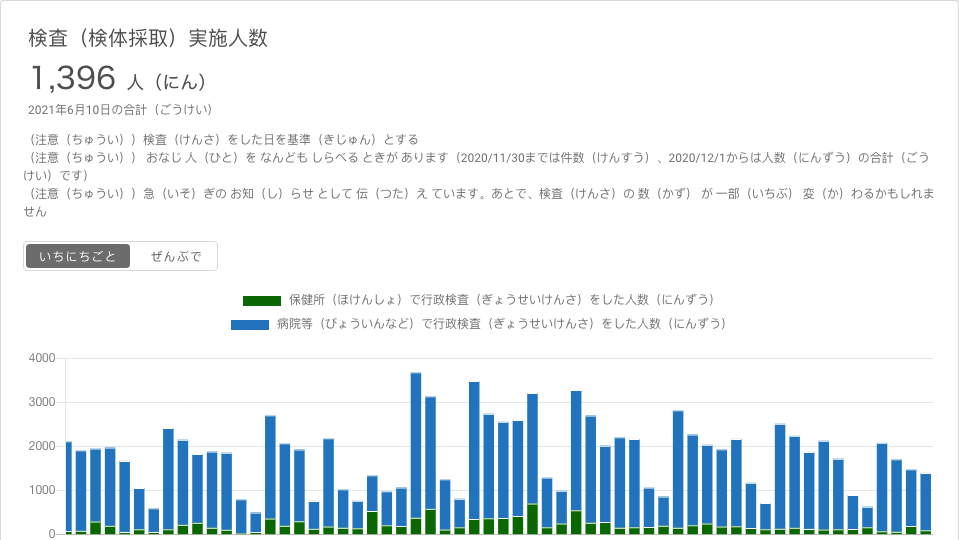 検査（検体採取）実施人数
1,396 人（にん）
2021年6月10日の合計（ごうけい）
（注意（ちゅうい））検査（けんさ）をした日を基準（きじゅん）とする
（注意（ちゅうい）） おなじ 人（ひと）を なんども しらべる ときが あります（2020/11/30までは件数（けんすう）、2020/12/1からは人数（にんずう）の合計（ごう
けい）です）
（注意（ちゅうい））急（いそ）ぎの お知（し）らせ として 伝（つた）え ています。あとで、検査（けんさ）の 数（かず） が 一部（いちぶ） 変（か）わるかもしれま
せん
いちにちごと ぜんぶで
保健所（ほけんしょ）で行政検査（ぎょうせいけんさ）をした人数（にんずう）
病院等（びょういんなど）で行政検査（ぎょうせいけんさ）をした人数（にんずう）
4000
3000
2000
1000
0